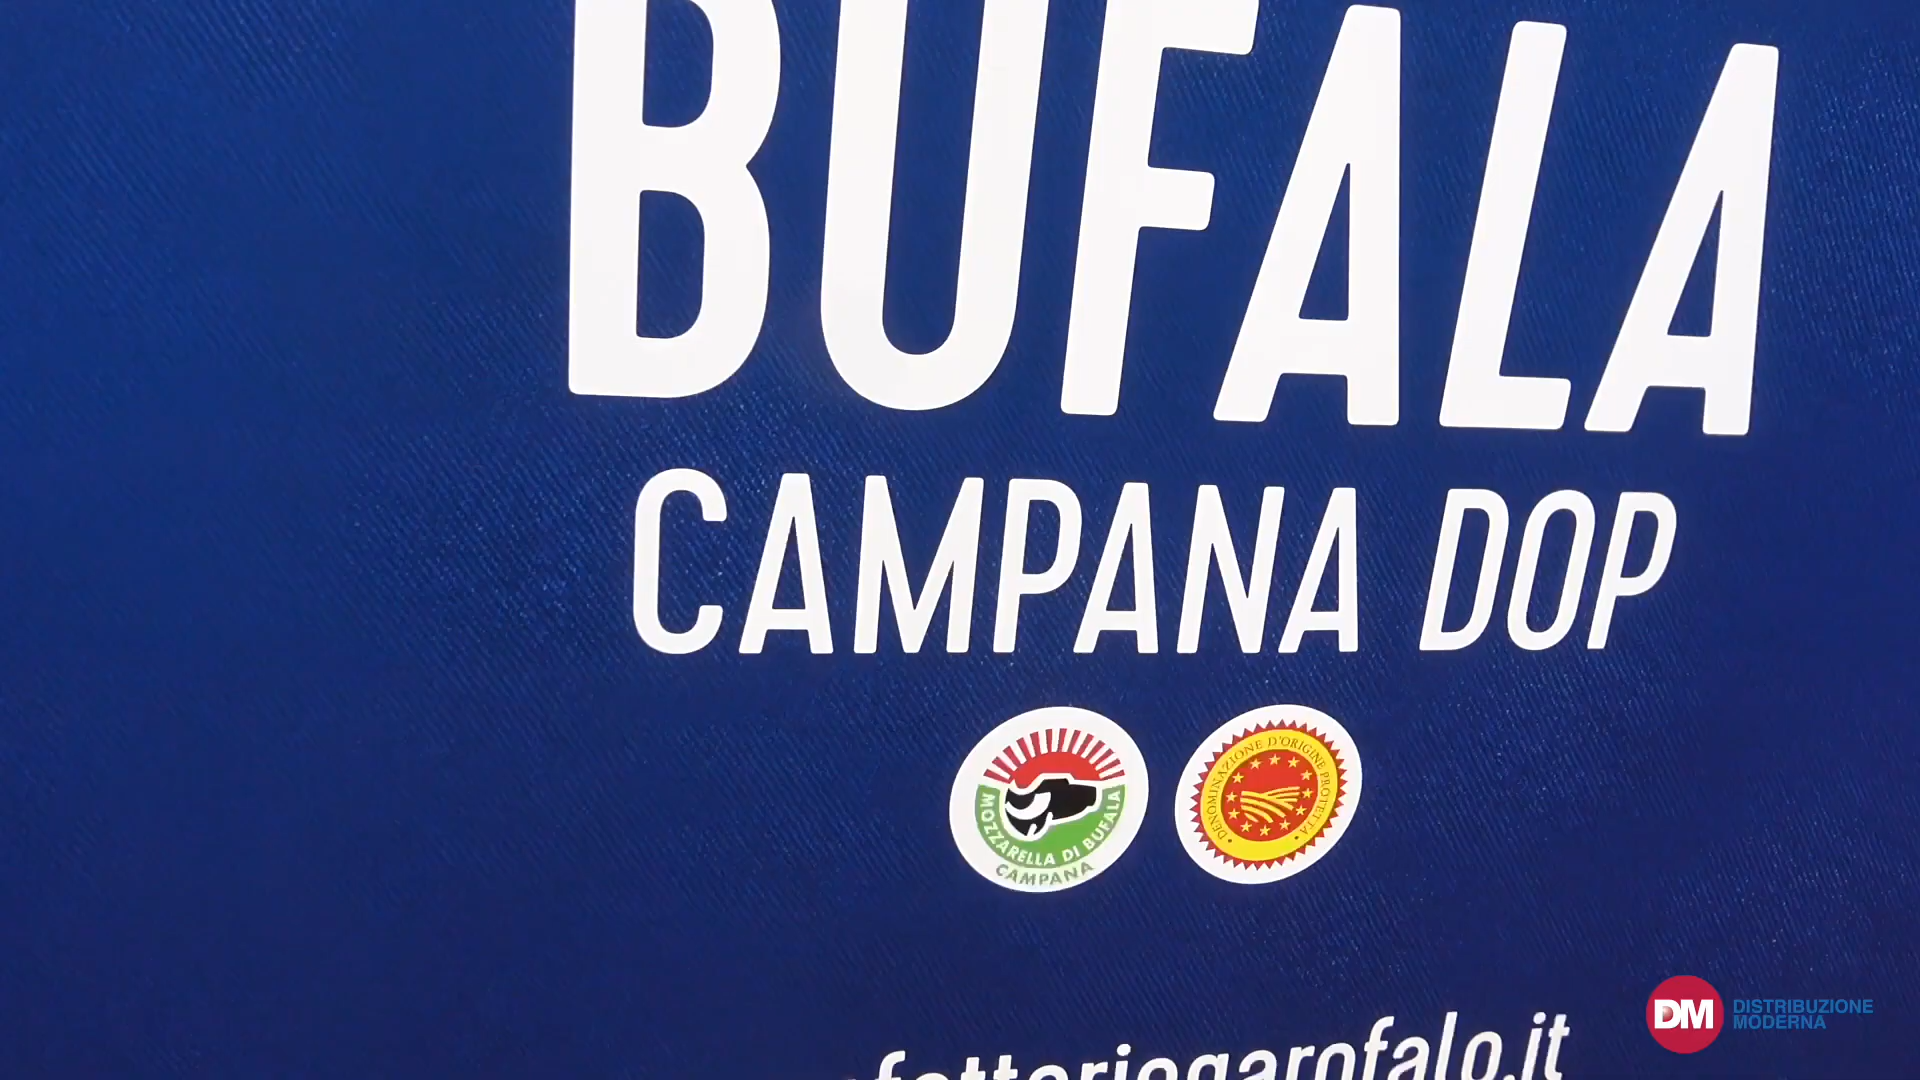 BUFALA
CAMPANA DOP
MOZZARELLA DI BUFALA
CAMPANA
DENOMINAZIONE D'ORIGINE PROTETTA
fattoriegarofalo.it
DM DISTRIBUZIONE
MODERNA